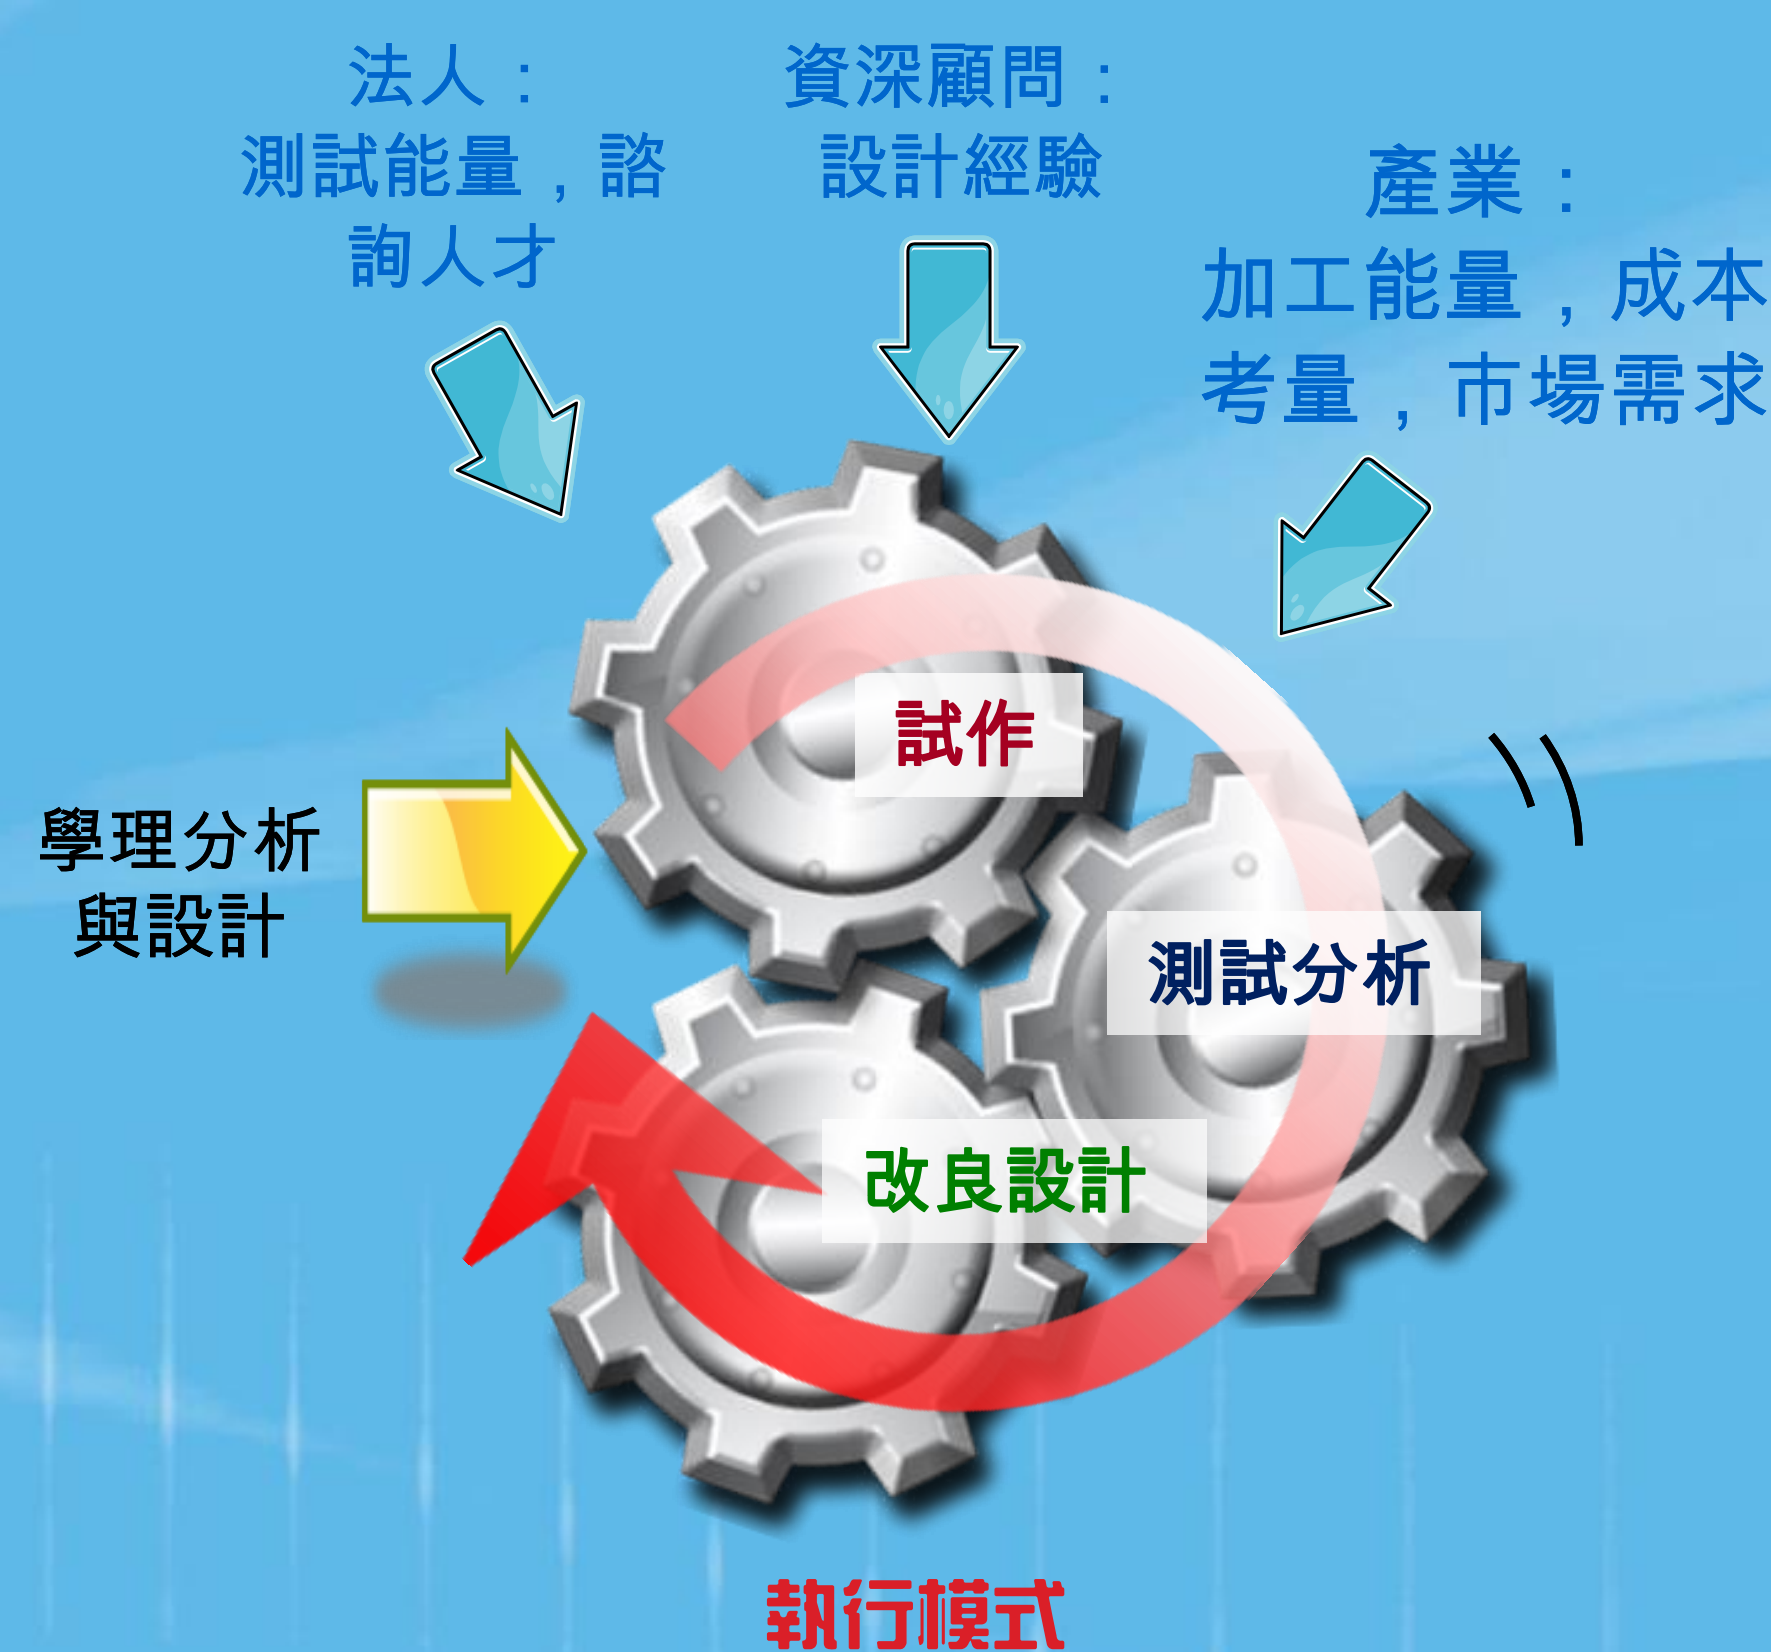 法人：
測試能量，諮
詢人才
資深顧問：
設計經驗
產業：
加工能量，成本
考量，市場需求
學理分析
與設計
試作
測試分析
改良設計
執行模式